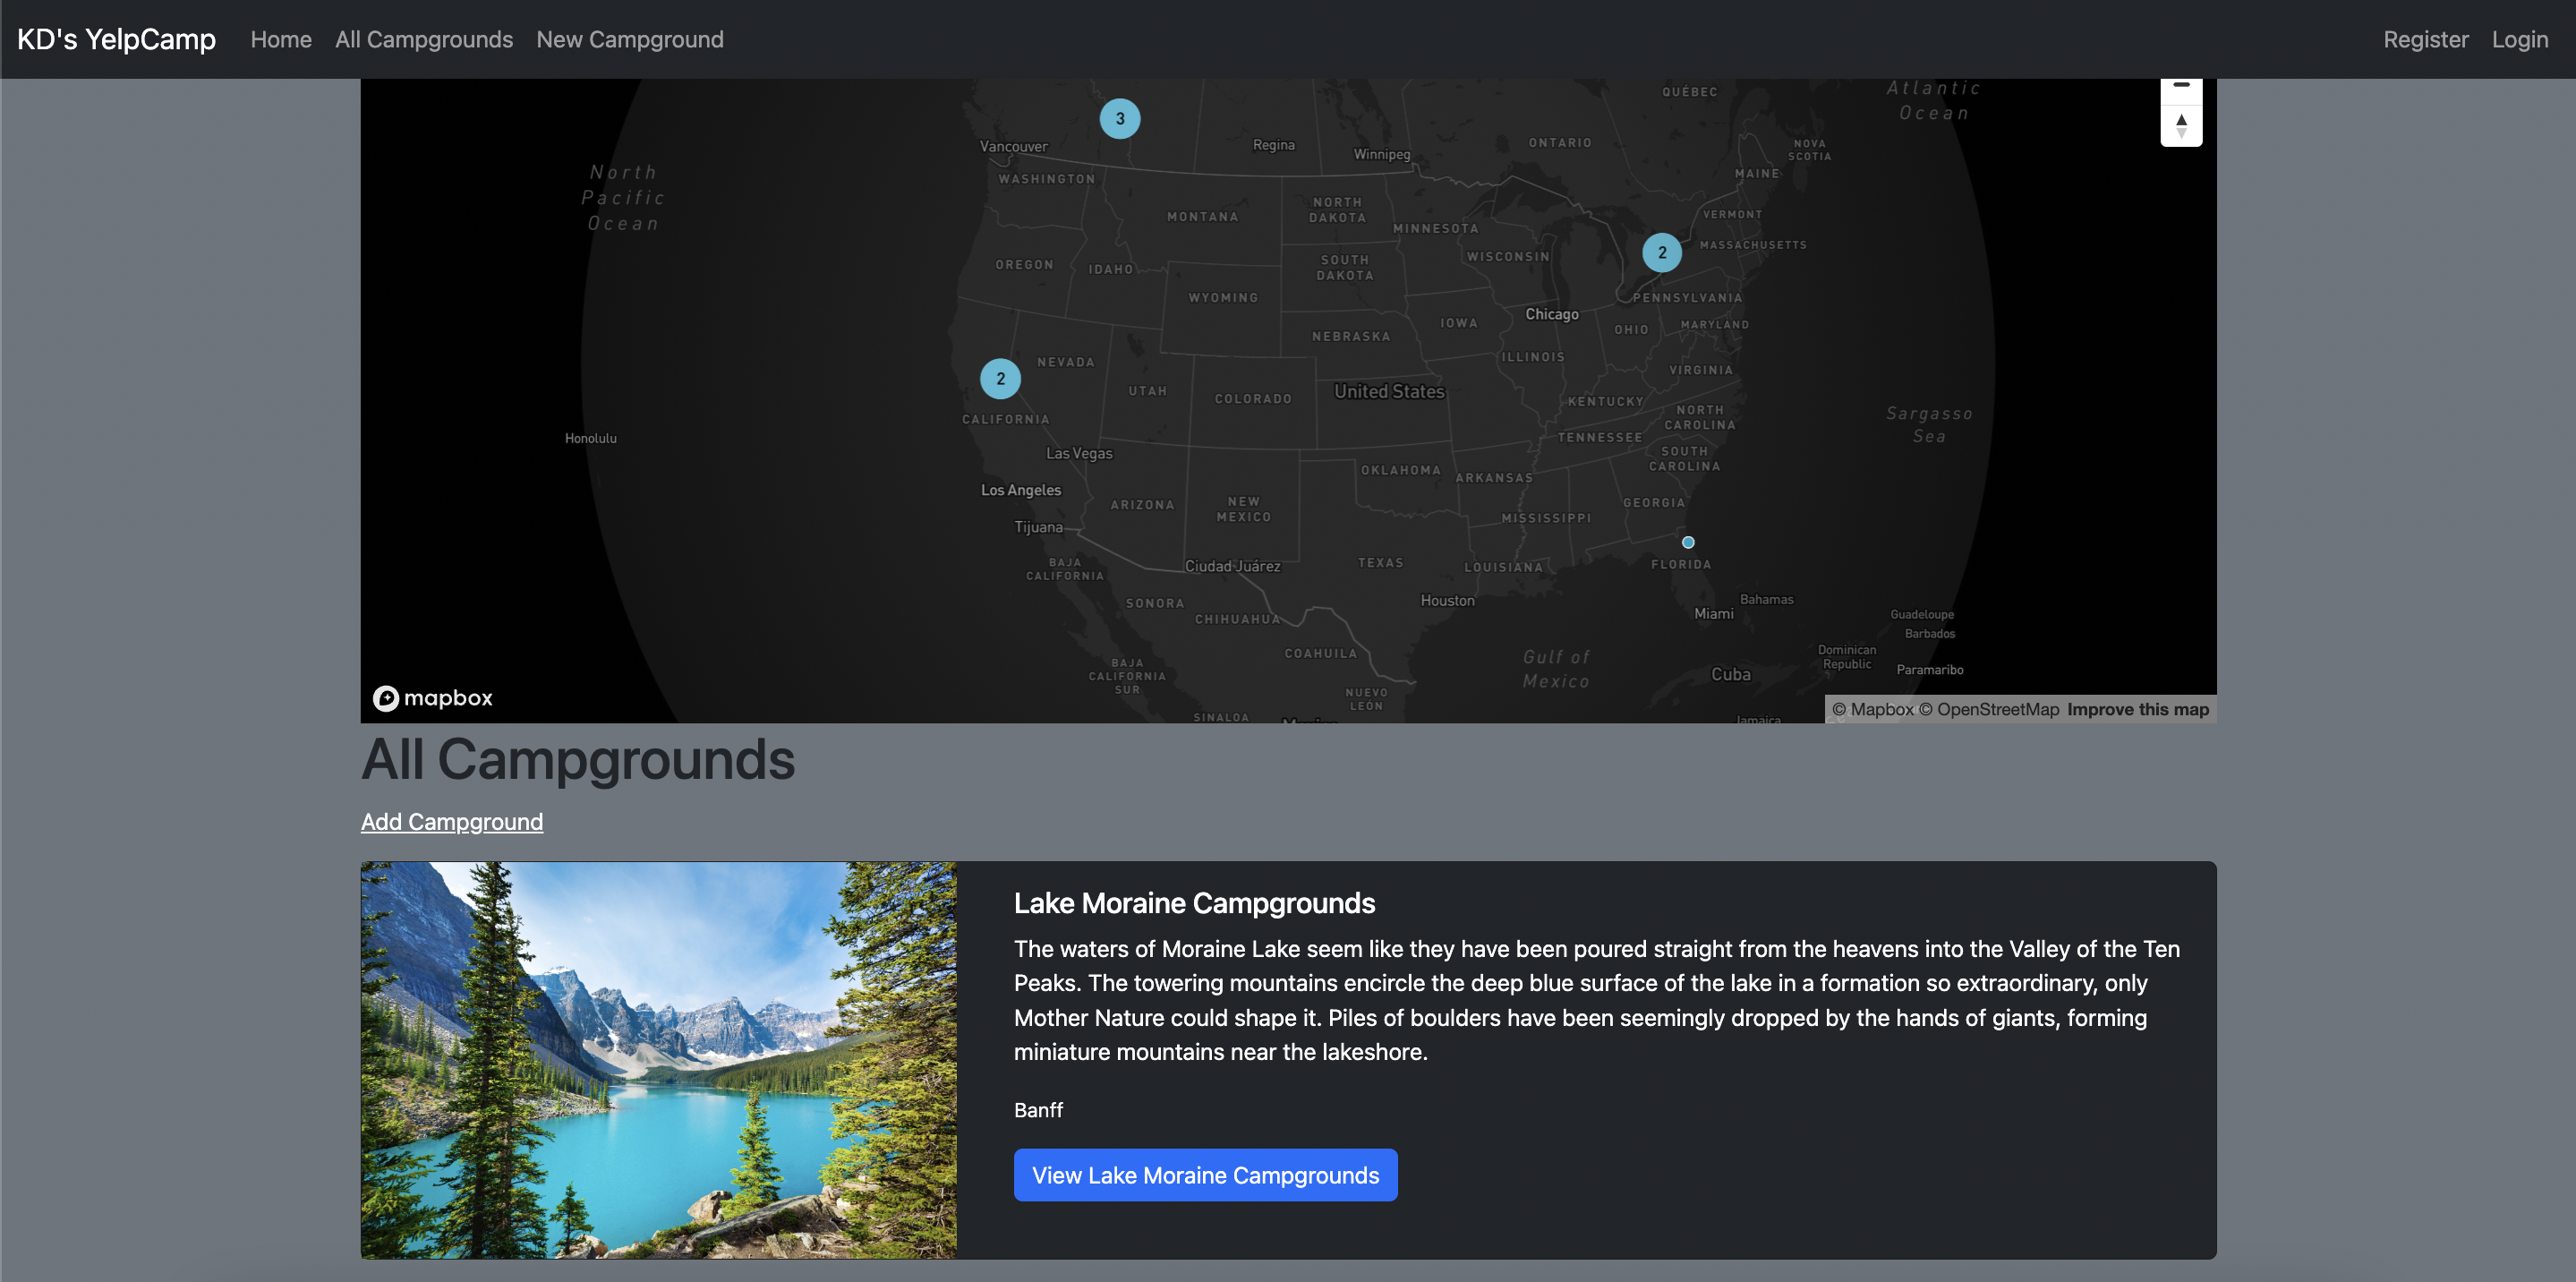 KD's YelpCamp Home All Campgrounds New Campground Register Login
QUÉBEC
Atlantic
Ocean
3
Vancouver
Regina
Winnipeg
ONTARIO
NOVA
SCOTIA
North
Pacific
Ocean
WASHINGTON
MAINE
MONTANA
NORTH
DAKOTA
MINNESOTA
VERMONT
MASSACHUSETTS
2
OREGON
IDAHO
SOUTH
DAKOTA
WISCONSIN
WYOMING
PENNSYLVANIA
Chicago
IOWA
OHIO
MARYLAND
NEBRASKA
ILLINOIS
NEVADA
2
UTAH
COLORADO
United States
VIRGINIA
KENTUCKY
CALIFORNIA
NORTH
CAROLINA
Sargasso
Sea
Honolulu
TENNESSEE
Las Vegas
SOUTH
CAROLINA
OKLAHOMA
ARKANSAS
Los Angeles
ARIZONA
NEW
MEXICO
GEORGIA
MISSISSIPPI
Tijuana
BAJA
CALIFORNIA
Ciudad Juárez
TEXAS
LOUISIANA
FLORIDA
SONORA
Houston
Bahamas
Miami
CHIHUAHUA
Guadeloupe
Barbados
COAHUILA
Gulf of
Mexico
Dominican
Republic
BAJA
CALIFORNIA
SUR
Cuba
Paramaribo
NUEVO
LEÓN
mapbox
SINALOA
Jamaica
© Mapbox © OpenStreetMap Improve this map
All Campgrounds
Add Campground
Lake Moraine Campgrounds
The waters of Moraine Lake seem like they have been poured straight from the heavens into the Valley of the Ten
Peaks. The towering mountains encircle the deep blue surface of the lake in a formation so extraordinary, only
Mother Nature could shape it. Piles of boulders have been seemingly dropped by the hands of giants, forming
miniature mountains near the lakeshore.
Banff
View Lake Moraine Campgrounds